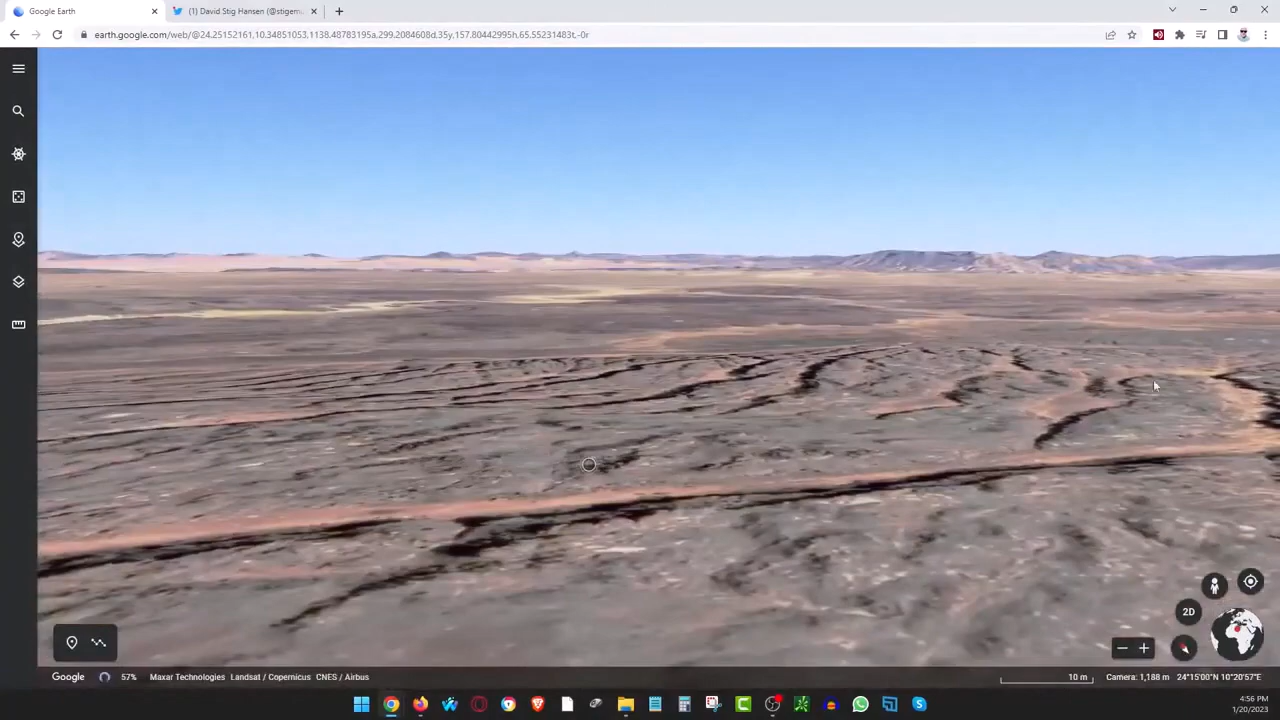 Google Earth
(1) David Stig Hansen (@stigemu
earth.google.com/web/@24.25152161,10.34851053,1138.48783195a,299.2084608d,35y,157.80442995h,65.55231483t,-0r
2D
Google
57%
Maxar Technologies
Landsat / Copernicus
CNES / Airbus
10 m
Camera: 1,188 m
24°15'00"N 10°20'57"E
4:56 PM
1/20/2023